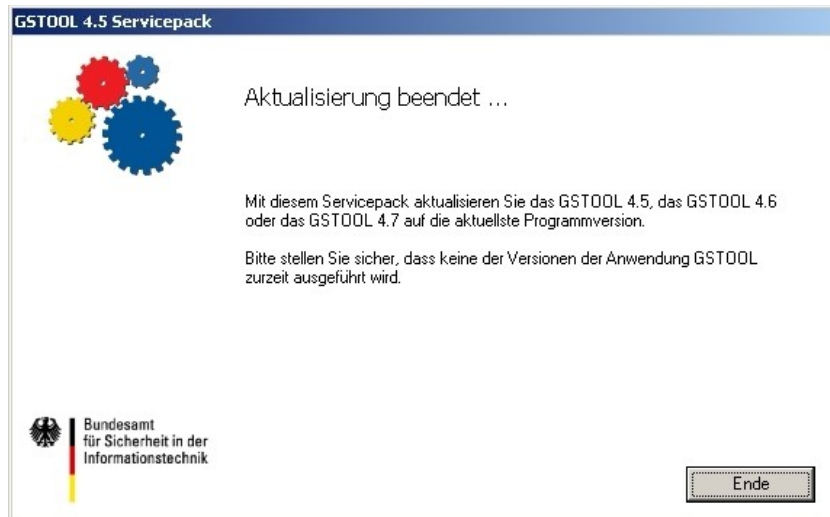 GSTOOL 4.5 Servicepack
Aktualisierung beendet ...
Mit diesem Servicepack aktualisieren Sie das GSTOOL 4.5, das GSTOOL 4.6
oder das GSTOOL 4.7 auf die aktuellste Programmversion.
Bitte stellen Sie sicher, dass keine der Versionen der Anwendung GSTOOL
zurzeit ausgeführt wird.
Bundesamt
für Sicherheit in der
Informationstechnik
Ende